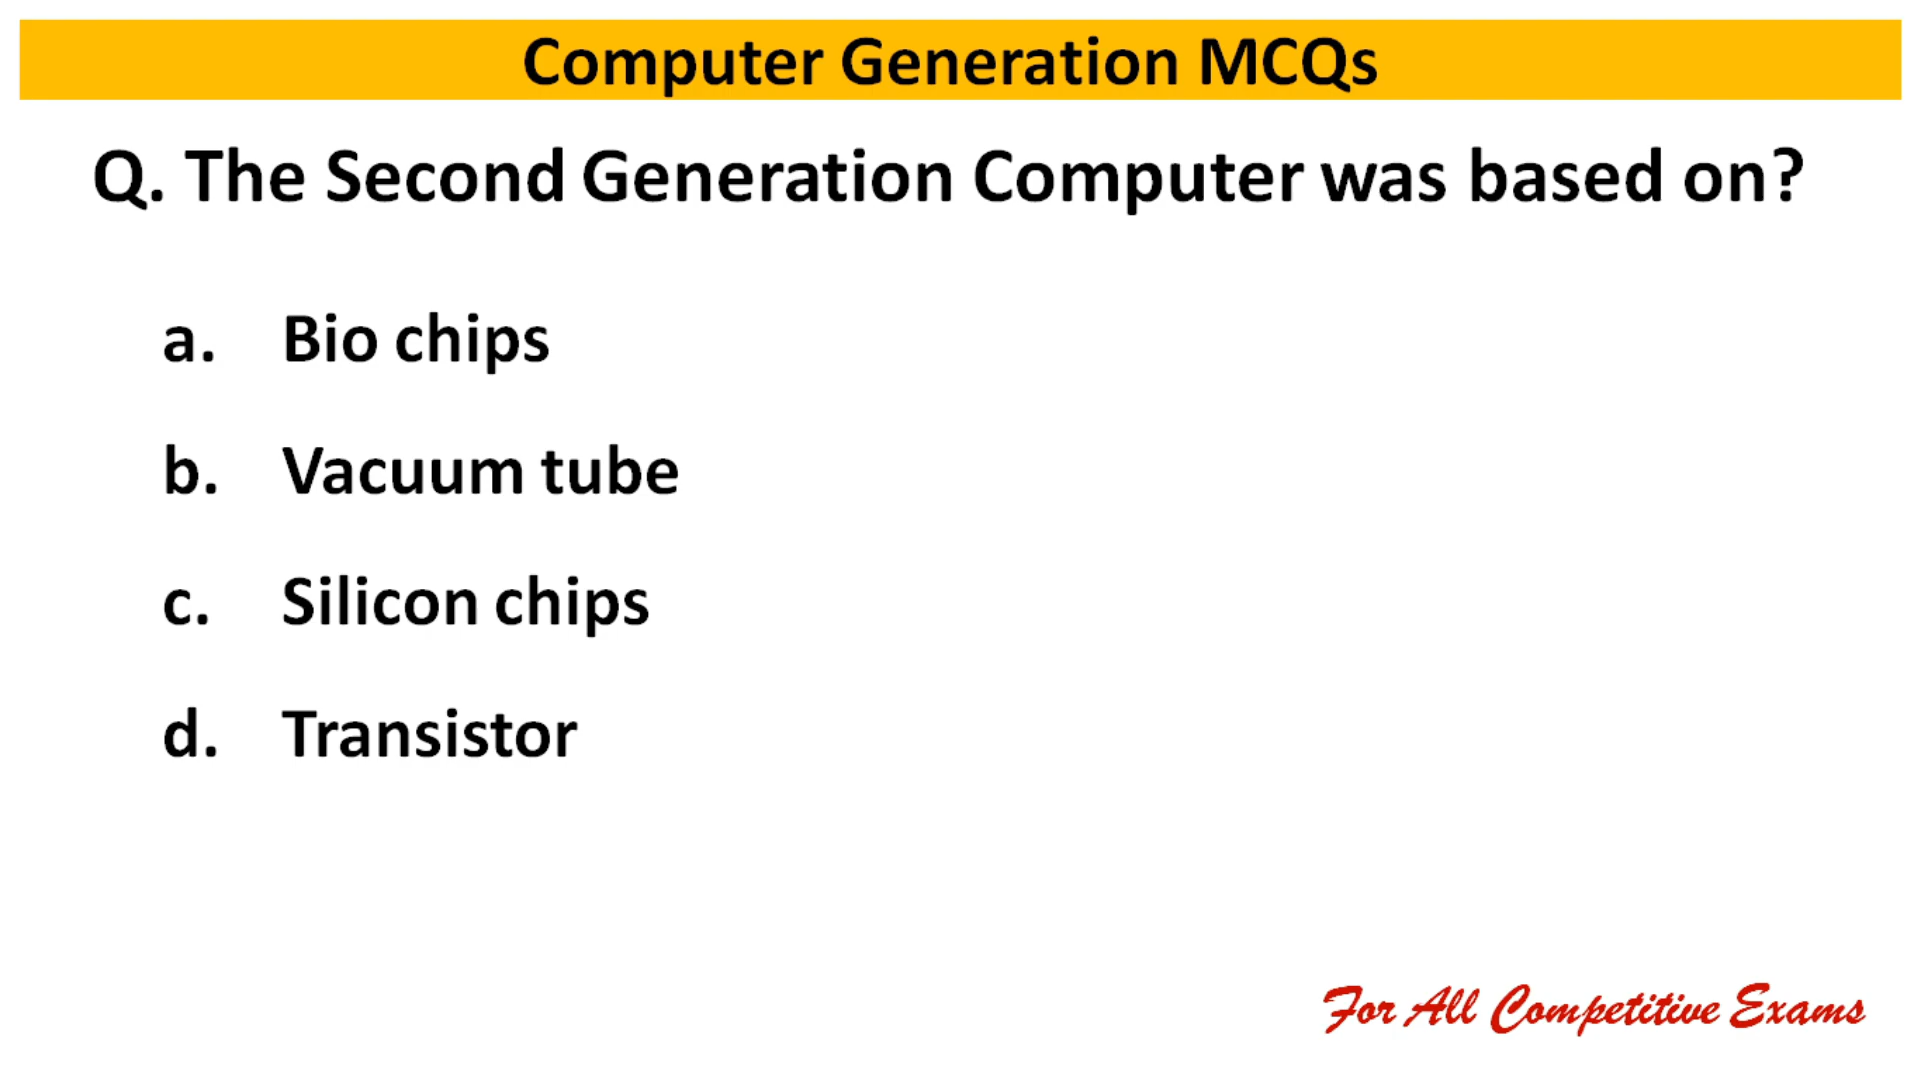 Computer Generation MCQs
Q. The Second Generation Computer was based on?
a. Bio chips
b. Vacuum tube
c. Silicon chips
d. Transistor
For All Competitive Exams